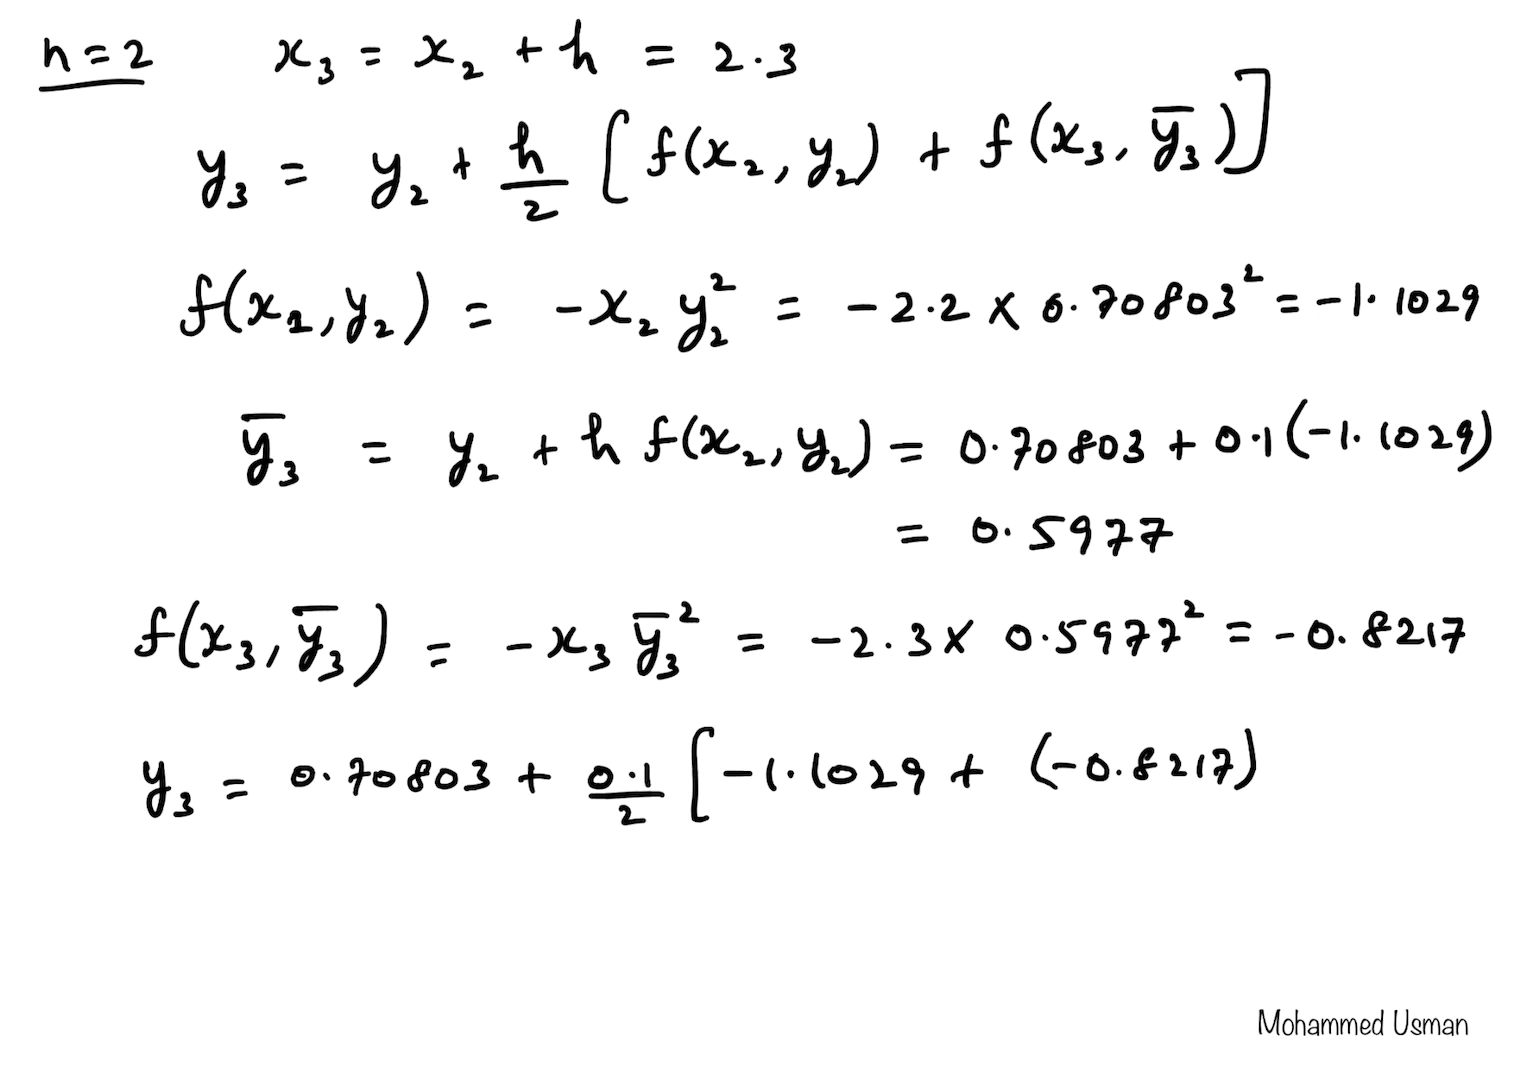 n = 2 x₃ = x₂ + h = 2.3
y₃ = y₂ + h/2 [ f(x₂, y₂) + f(x₃, ȳ₃) ]
f(x₂, y₂) = -x₂ y₂² = -2.2 × 0.70803² = -1.1029
ȳ₃ = y₂ + h f(x₂, y₂) = 0.70803 + 0.1(-1.1029)
= 0.5977
f(x₃, ȳ₃) = -x₃ ȳ₃² = -2.3 × 0.5977² = -0.8217
y₃ = 0.70803 + 0.1/2 [ -1.1029 + (-0.8217)
Mohammed Usman